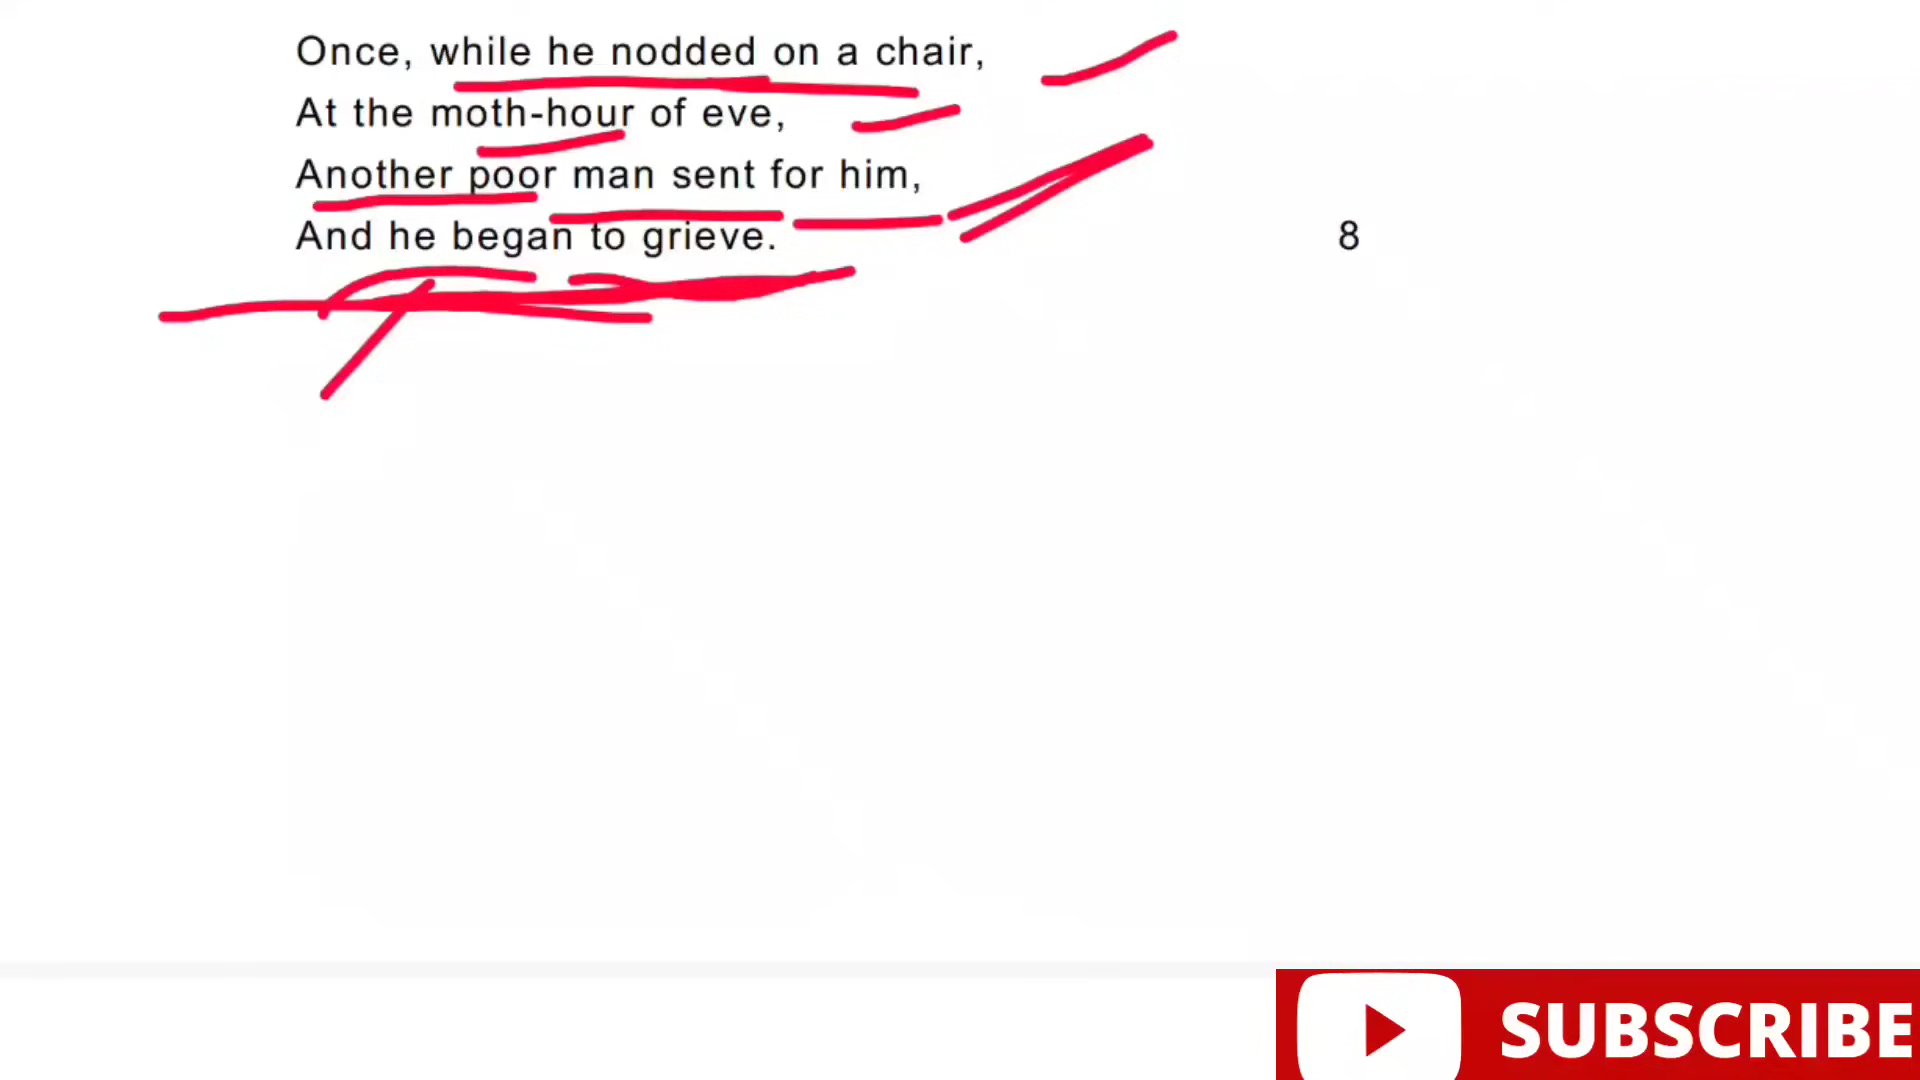 Once, while he nodded on a chair,
At the moth-hour of eve,
Another poor man sent for him,
And he began to grieve. 8
SUBSCRIBE